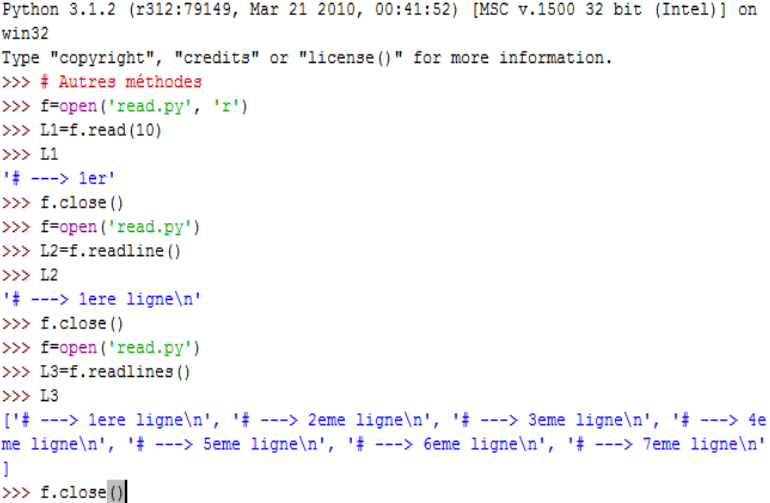 Python 3.1.2 (r312:79149, Mar 21 2010, 00:41:52) [MSC v.1500 32 bit (Intel)] on
win32
Type "copyright", "credits" or "license()" for more information.
>>> # Autres méthodes
>>> f=open('read.py', 'r')
>>> L1=f.read(10)
>>> L1
'# ---> 1er'
>>> f.close()
>>> f=open('read.py')
>>> L2=f.readline()
>>> L2
'# ---> 1ere ligne\n'
>>> f.close()
>>> f=open('read.py')
>>> L3=f.readlines()
>>> L3
['# ---> 1ere ligne\n', '# ---> 2eme ligne\n', '# ---> 3eme ligne\n', '# ---> 4e
me ligne\n', '# ---> 5eme ligne\n', '# ---> 6eme ligne\n', '# ---> 7eme ligne\n'
]
>>> f.close()